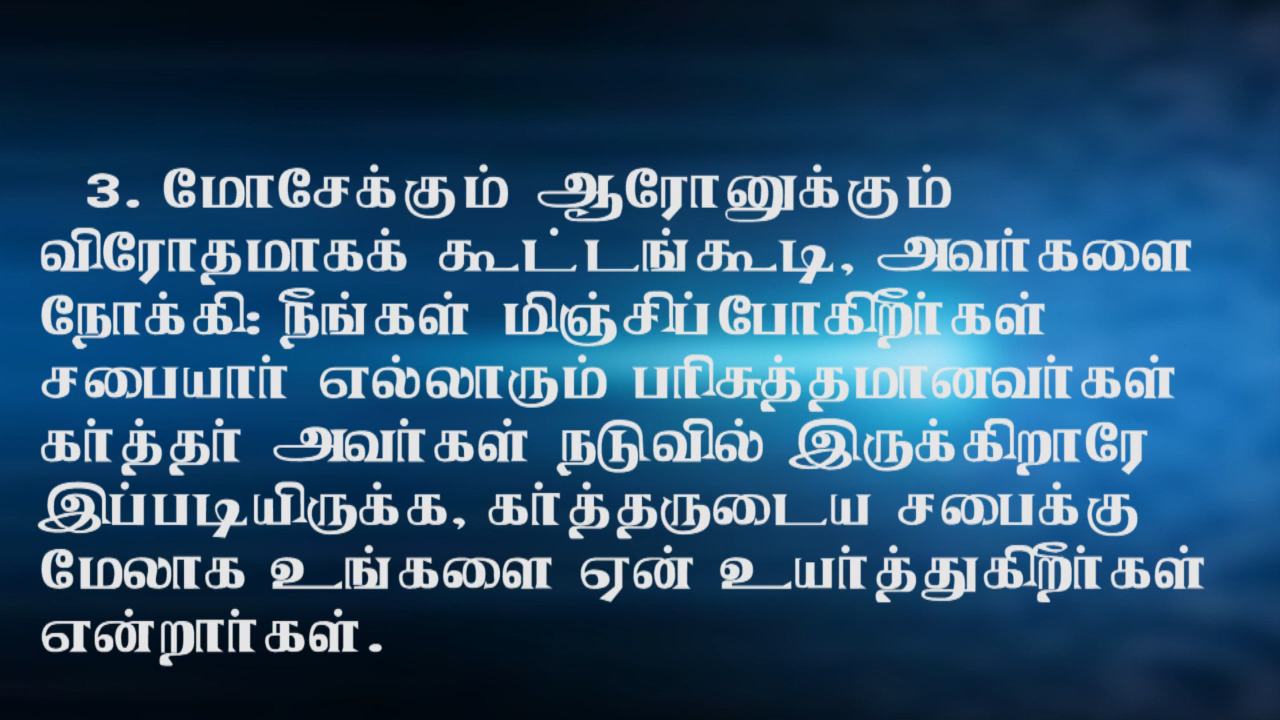 3. மோசேக்கும் ஆரோனுக்கும்
விரோதமாகக் கூட்டங்கூடி, அவர்களை
நோக்கி: நீங்கள் மிஞ்சிப்போகிறீர்கள்
சபையார் எல்லாரும் பரிசுத்தமானவர்கள்
கர்த்தர் அவர்கள் நடுவில் இருக்கிறாரே
இப்படியிருக்க, கர்த்தருடைய சபைக்கு
மேலாக உங்களை ஏன் உயர்த்துகிறீர்கள்
என்றார்கள்.